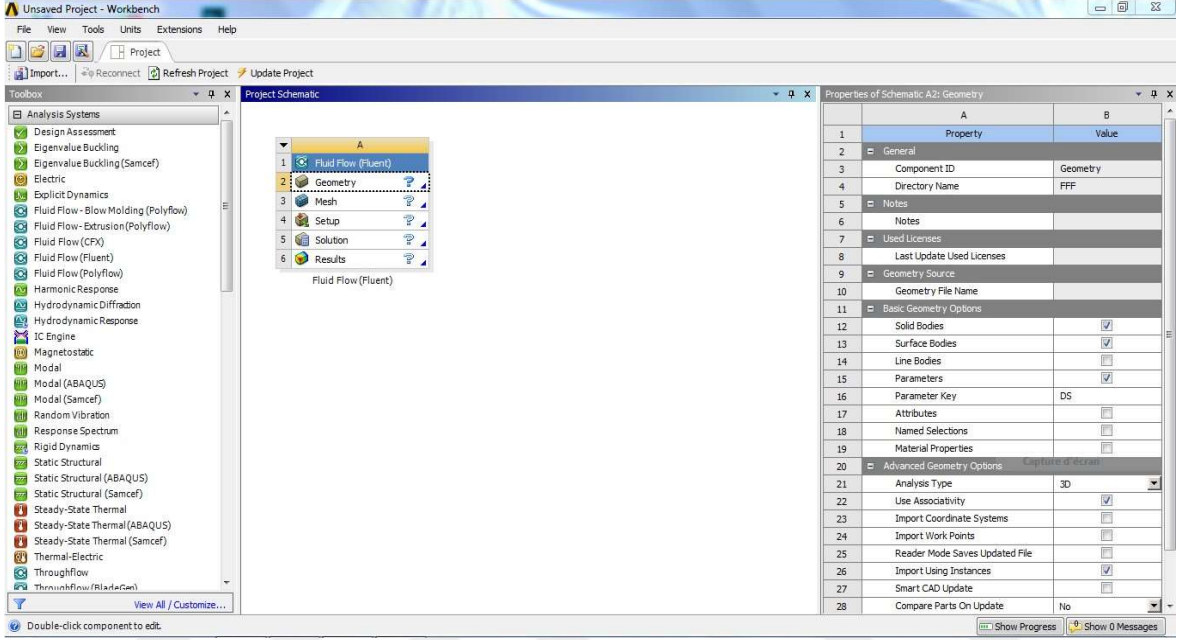 Unsaved Project - Workbench
File View Tools Units Extensions Help
Project
Import... Reconnect Refresh Project Update Project
Toolbox
Analysis Systems
Design Assessment
Eigenvalue Buckling
Eigenvalue Buckling (Samcef)
Electric
Explicit Dynamics
Fluid Flow - Blow Molding (Polyflow)
Fluid Flow - Extrusion (Polyflow)
Fluid Flow (CFX)
Fluid Flow (Fluent)
Fluid Flow (Polyflow)
Harmonic Response
Hydrodynamic Diffraction
Hydrodynamic Response
IC Engine
Magnetostatic
Modal
Modal (ABAQUS)
Modal (Samcef)
Random Vibration
Response Spectrum
Rigid Dynamics
Static Structural
Static Structural (ABAQUS)
Static Structural (Samcef)
Steady-State Thermal
Steady-State Thermal (ABAQUS)
Steady-State Thermal (Samcef)
Thermal-Electric
Throughflow
Throughflow (BladeGen)
View All / Customize...
Project Schematic
A
1 Fluid Flow (Fluent)
2 Geometry ?
3 Mesh ?
4 Setup ?
5 Solution ?
6 Results ?
Fluid Flow (Fluent)
Properties of Schematic A2: Geometry
A B
1 Property Value
2 General
3 Component ID Geometry
4 Directory Name FFF
5 Notes
6 Notes
7 Used Licenses
8 Last Update Used Licenses
9 Geometry Source
10 Geometry File Name
11 Basic Geometry Options
12 Solid Bodies
13 Surface Bodies
14 Line Bodies
15 Parameters
16 Parameter Key DS
17 Attributes
18 Named Selections
19 Material Properties
Capture d'écran
20 Advanced Geometry Options
21 Analysis Type 3D
22 Use Associativity
23 Import Coordinate Systems
24 Import Work Points
25 Reader Mode Saves Updated File
26 Import Using Instances
27 Smart CAD Update
28 Compare Parts On Update No
Double-click component to edit.
Show Progress Show 0 Messages